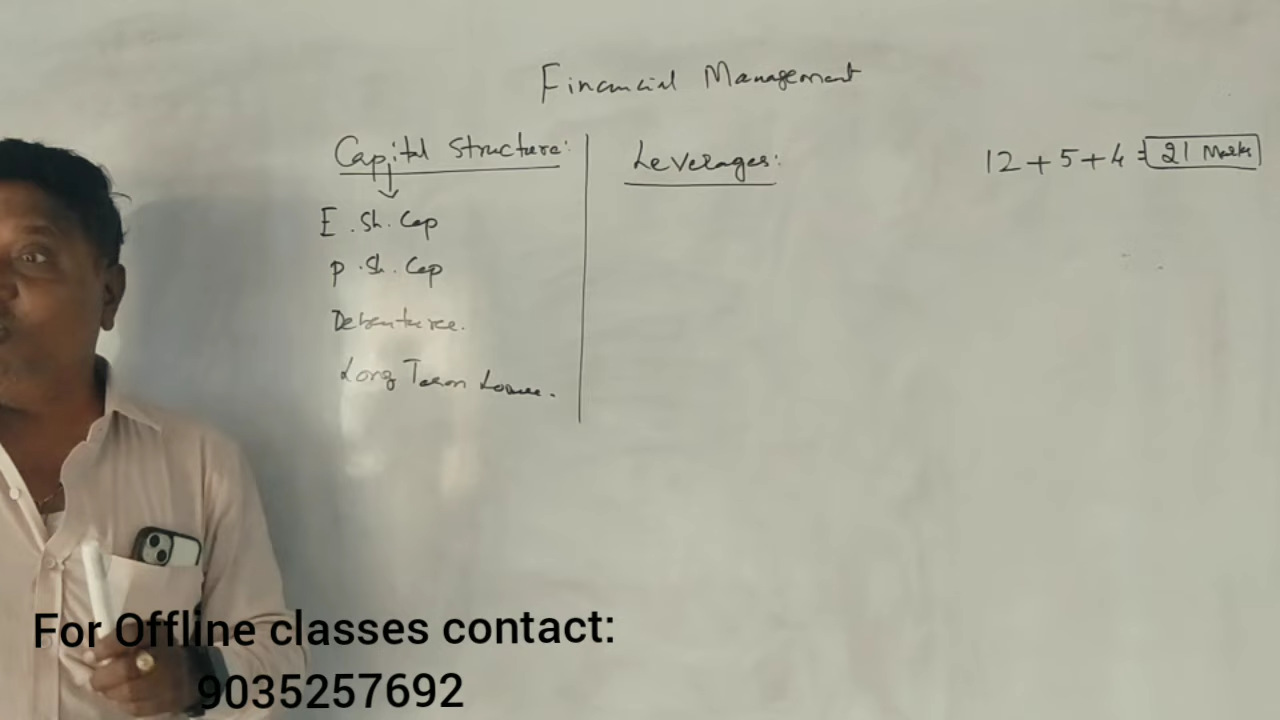 Financial Management
Capital Structure:
E. Sh. Cap
P. Sh. Cap
Debenture.
Long Term Loans.
Leverages:
12 + 5 + 4 = 21 Marks
For Offline classes contact:
9035257692